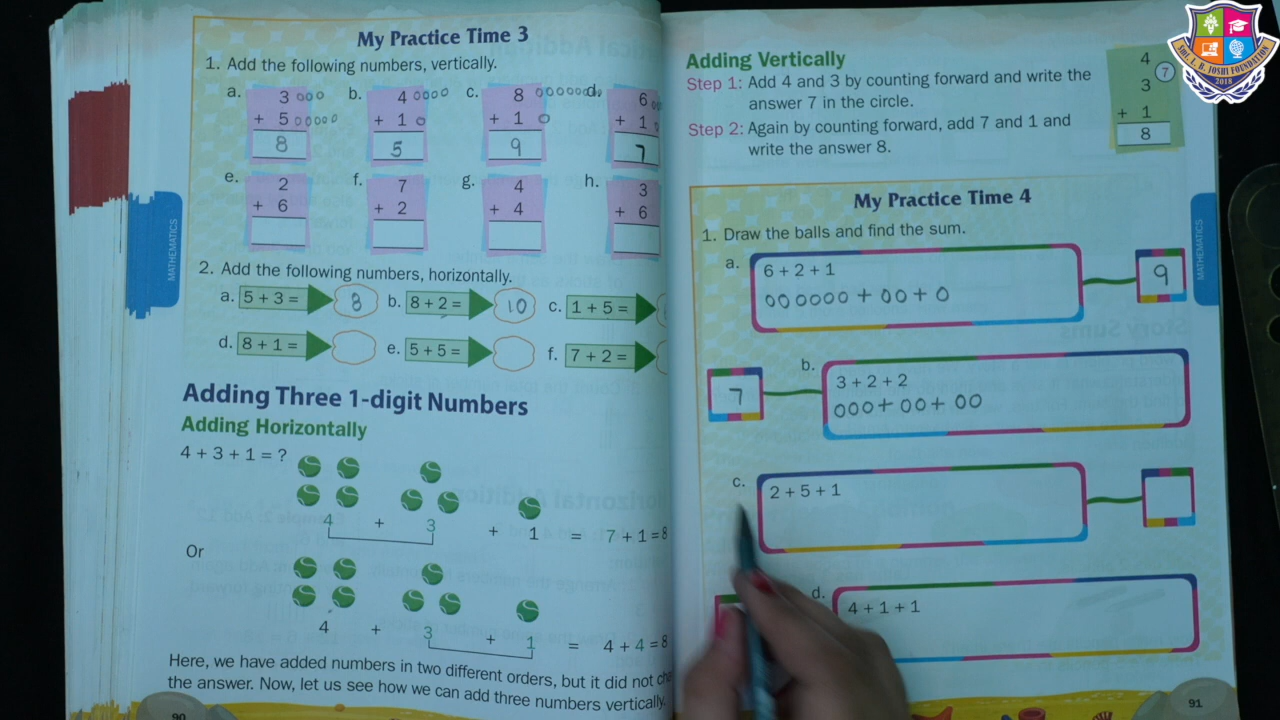 My Practice Time 3
1. Add the following numbers, vertically.
a. 3 + 5 8
b. 4 + 1 5
c. 8 + 1 9
d. 6 + 1 7
e. 2 + 6
f. 7 + 2
g. 4 + 4
h. 3 + 6
2. Add the following numbers, horizontally.
a. 5 + 3 = 8 b. 8 + 2 = 10 c. 1 + 5 =
d. 8 + 1 = e. 5 + 5 = f. 7 + 2 =
Adding Three 1-digit Numbers
Adding Horizontally
4 + 3 + 1 = ?
4 + 3 + 1 = 7 + 1 = 8
Or
4 + 3 + 1 = 4 + 4 = 8
Here, we have added numbers in two different orders, but it did not
the answer. Now, let us see how we can add three numbers vertically.
90
MATHEMATICS
Adding Vertically
Step 1: Add 4 and 3 by counting forward and write the
answer 7 in the circle.
Step 2: Again by counting forward, add 7 and 1 and
write the answer 8.
4
7
3
+ 1
8
My Practice Time 4
1. Draw the balls and find the sum.
a. 6 + 2 + 1 9
000000 + 00 + 0
b. 3 + 2 + 2 7
000 + 00 + 00
c. 2 + 5 + 1
d. 4 + 1 + 1
91
MATHEMATICS
SHRI. L. B. JOSHI FOUNDATION
2018